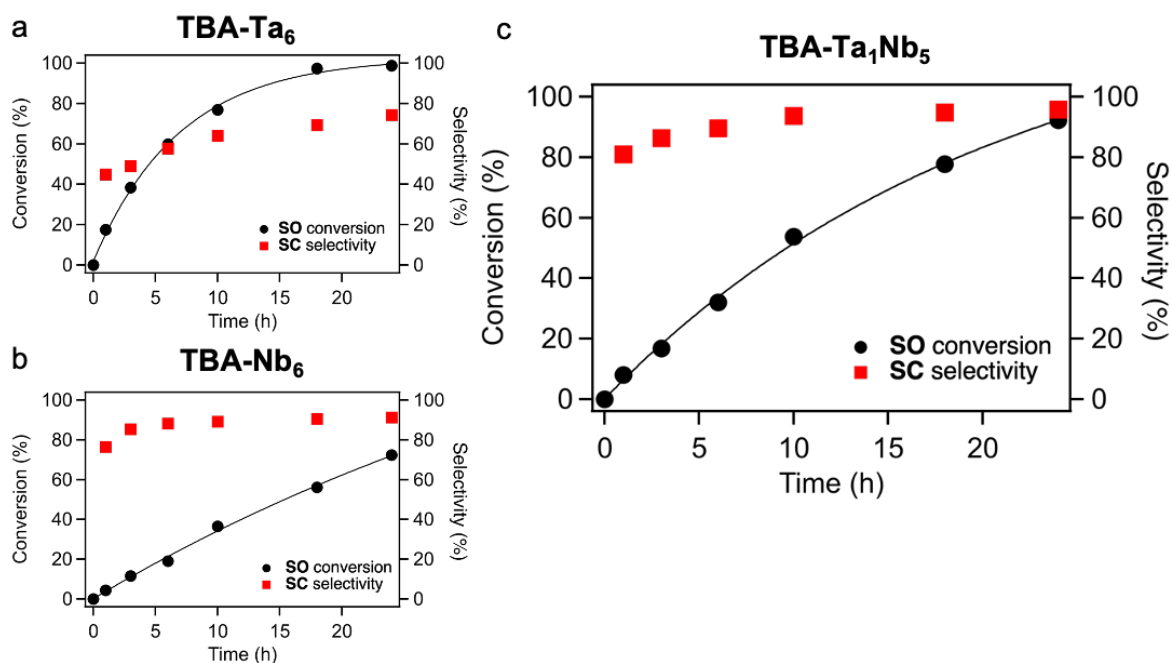 a
TBA-Ta₆
100
80
60
40
20
0
Conversion (%)
100
80
60
40
20
0
Selectivity (%)
SO conversion
SC selectivity
0 5 10 15 20
Time (h)
b
TBA-Nb₆
100
80
60
40
20
0
Conversion (%)
100
80
60
40
20
0
Selectivity (%)
SO conversion
SC selectivity
0 5 10 15 20
Time (h)
c
TBA-Ta₁Nb₅
100
80
60
40
20
0
Conversion (%)
100
80
60
40
20
0
Selectivity (%)
SO conversion
SC selectivity
0 5 10 15 20
Time (h)